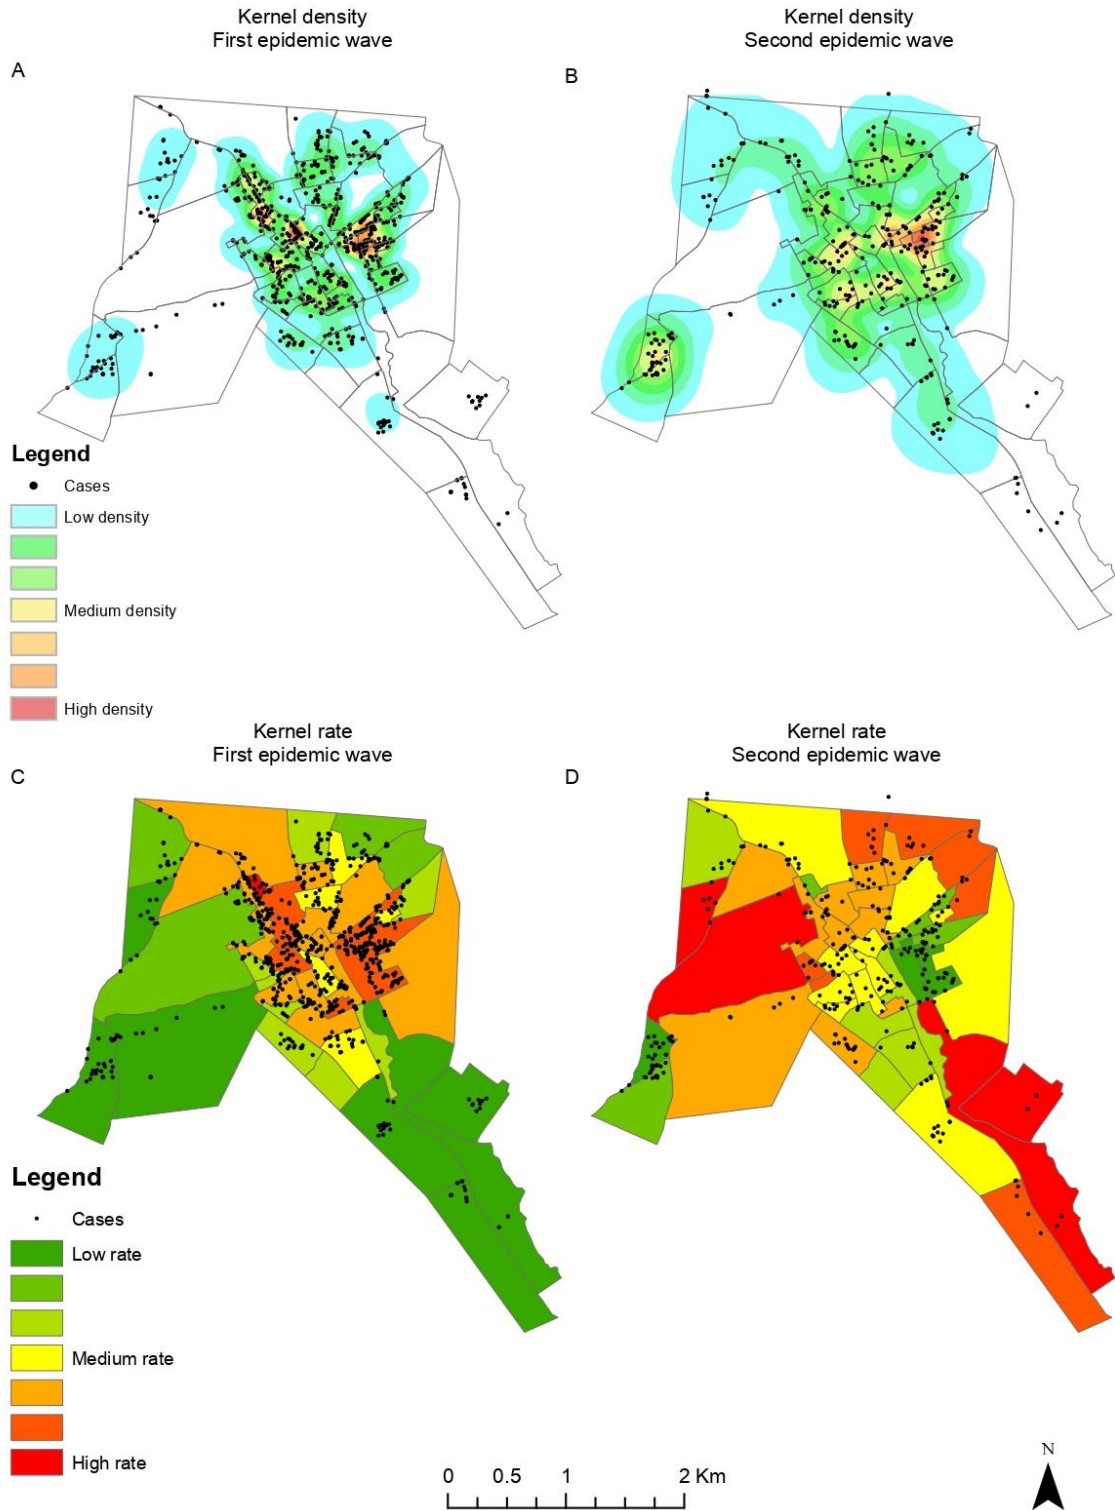 Kernel density
First epidemic wave
Kernel density
Second epidemic wave
A
B
Legend
Cases
Low density
Medium density
High density
Kernel rate
First epidemic wave
Kernel rate
Second epidemic wave
C
D
Legend
Cases
Low rate
Medium rate
High rate
0 0.5 1 2 Km
N